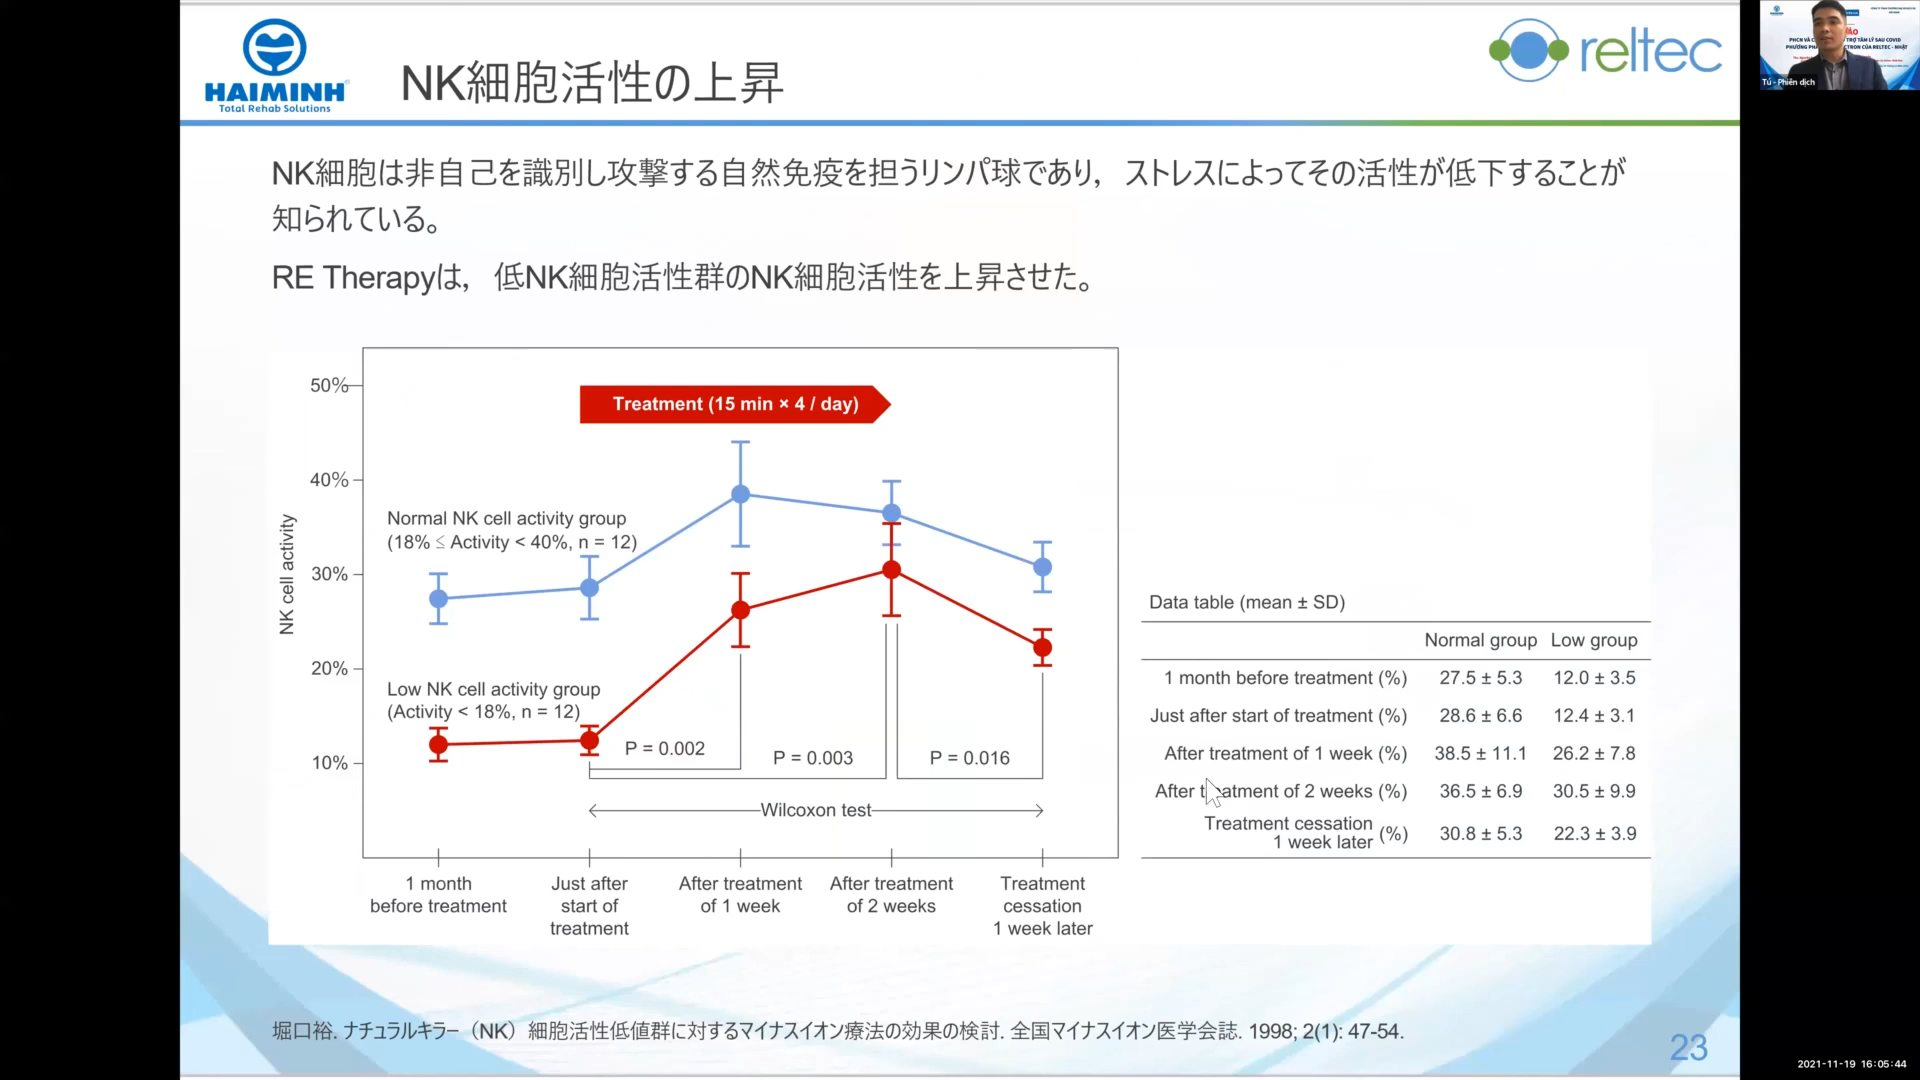 HAIMINH
Total Rehab Solutions
NK細胞活性の上昇
reltec
NK細胞は非自己を識別し攻撃する自然免疫を担うリンパ球であり，ストレスによってその活性が低下することが
知られている。
RE Therapyは，低NK細胞活性群のNK細胞活性を上昇させた。
50%
40%
30%
20%
10%
NK cell activity
Treatment (15 min × 4 / day)
Normal NK cell activity group
(18% ≤ Activity < 40%, n = 12)
Low NK cell activity group
(Activity < 18%, n = 12)
P = 0.002
P = 0.003
P = 0.016
Wilcoxon test
1 month
before treatment
Just after
start of
treatment
After treatment
of 1 week
After treatment
of 2 weeks
Treatment
cessation
1 week later
Data table (mean ± SD)
Normal group Low group
1 month before treatment (%) 27.5 ± 5.3 12.0 ± 3.5
Just after start of treatment (%) 28.6 ± 6.6 12.4 ± 3.1
After treatment of 1 week (%) 38.5 ± 11.1 26.2 ± 7.8
After treatment of 2 weeks (%) 36.5 ± 6.9 30.5 ± 9.9
Treatment cessation
1 week later (%) 30.8 ± 5.3 22.3 ± 3.9
堀口裕. ナチュラルキラー（NK）細胞活性低値群に対するマイナスイオン療法の効果の検討. 全国マイナスイオン医学会誌. 1998; 2(1): 47-54.
23
Tú - Phiên dịch
2021-11-19 16:05:44